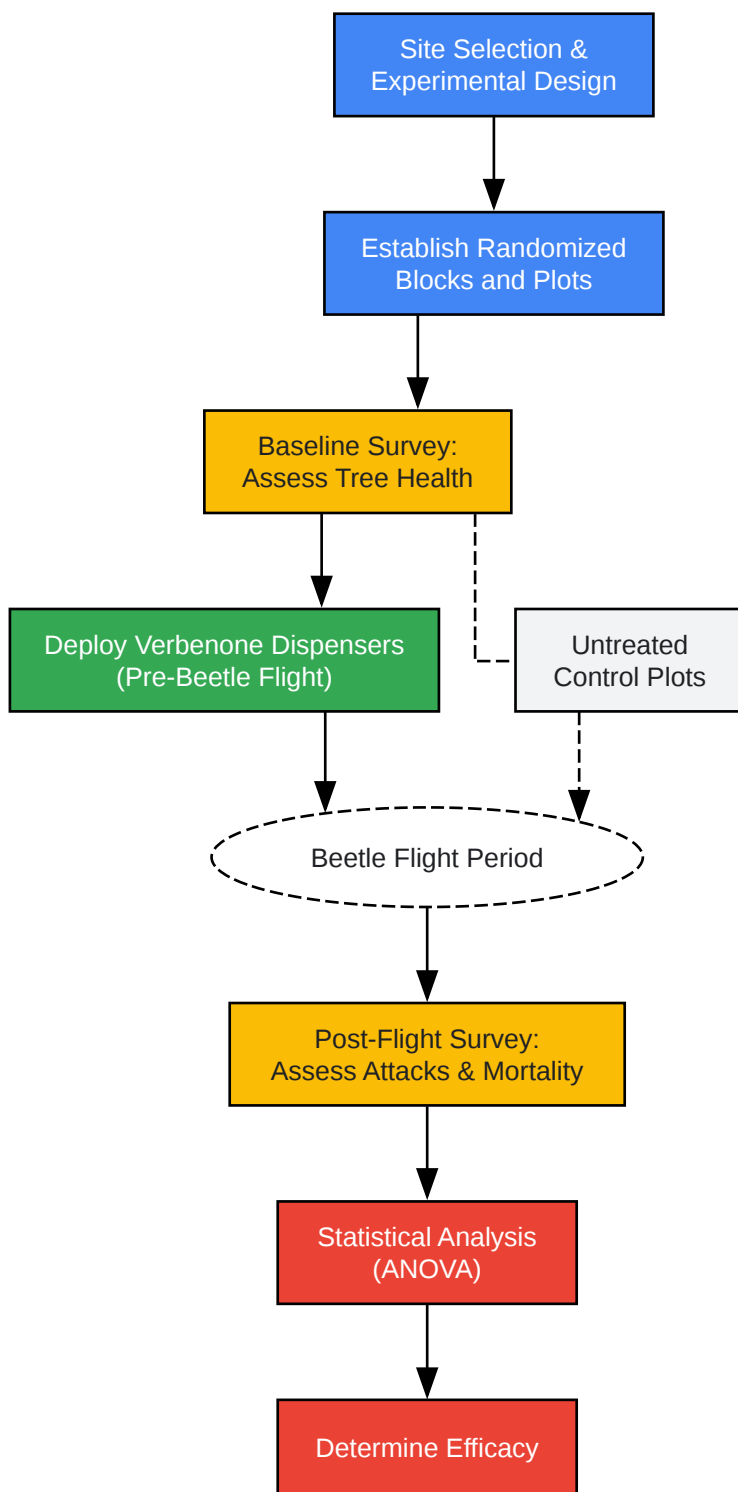 Site Selection &
Experimental Design
Establish Randomized
Blocks and Plots
Baseline Survey:
Assess Tree Health
Deploy Verbenone Dispensers
(Pre-Beetle Flight)
Untreated
Control Plots
Beetle Flight Period
Post-Flight Survey:
Assess Attacks & Mortality
Statistical Analysis
(ANOVA)
Determine Efficacy